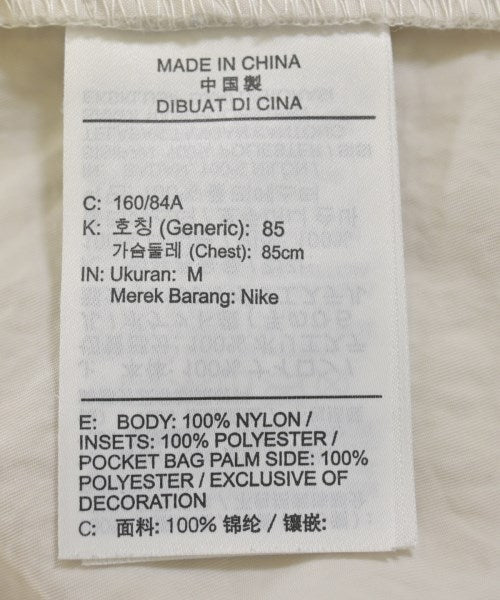 MADE IN CHINA
中国製
DIBUAT DI CINA
C: 160/84A
K: 호칭 (Generic): 85
가슴둘레 (Chest): 85cm
IN: Ukuran: M
Merek Barang: Nike
E: BODY: 100% NYLON /
INSETS: 100% POLYESTER /
POCKET BAG PALM SIDE: 100%
POLYESTER / EXCLUSIVE OF
DECORATION
C: 面料: 100% 锦纶 / 镶嵌: